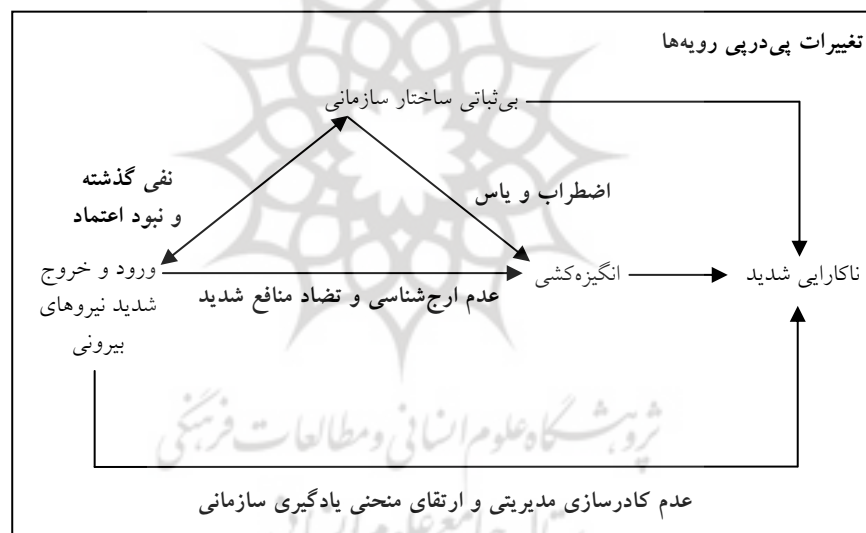 تغییرات پی‌درپی رویه‌ها
بی‌ثباتی ساختار سازمانی
نفی گذشته
و نبود اعتماد
اضطراب و یاس
ورود و خروج
شدید نیروهای
بیرونی
عدم ارج‌شناسی و تضاد منافع شدید
انگیزه‌کشی
ناکارایی شدید
پژوهشگاه علوم انسانی و مطالعات فرهنگی
عدم کادرسازی مدیریتی و ارتقای منحنی یادگیری سازمانی